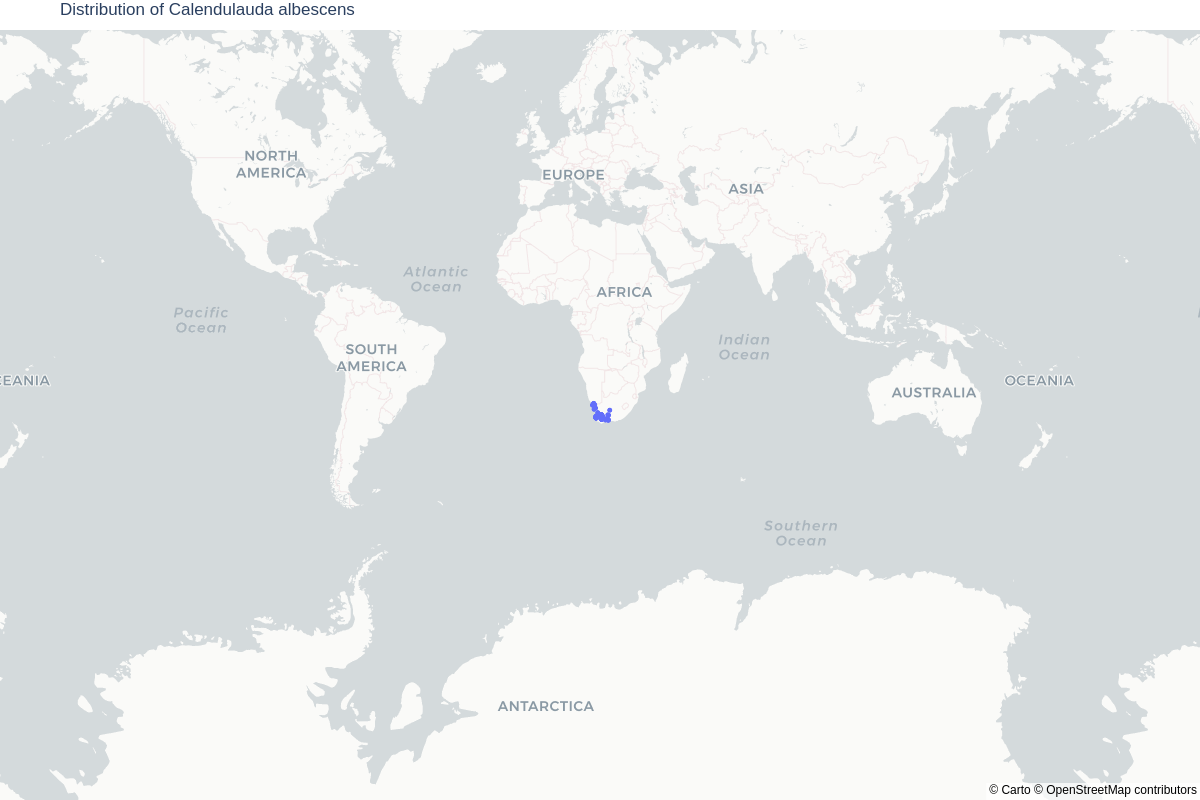 Distribution of Calendulauda albescens
NORTH
AMERICA
EUROPE
ASIA
Atlantic
Ocean
AFRICA
Pacific
Ocean
Indian
Ocean
SOUTH
AMERICA
CEANIA
AUSTRALIA
OCEANIA
Southern
Ocean
ANTARCTICA
© Carto © OpenStreetMap contributors